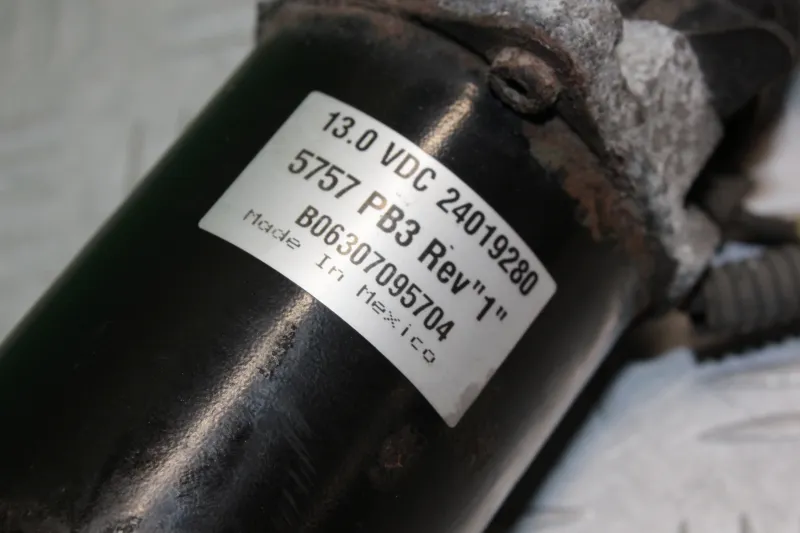 13.0 VDC 24019280
5757 PB3 Rev"1"
B06307095704
Made In Mexico